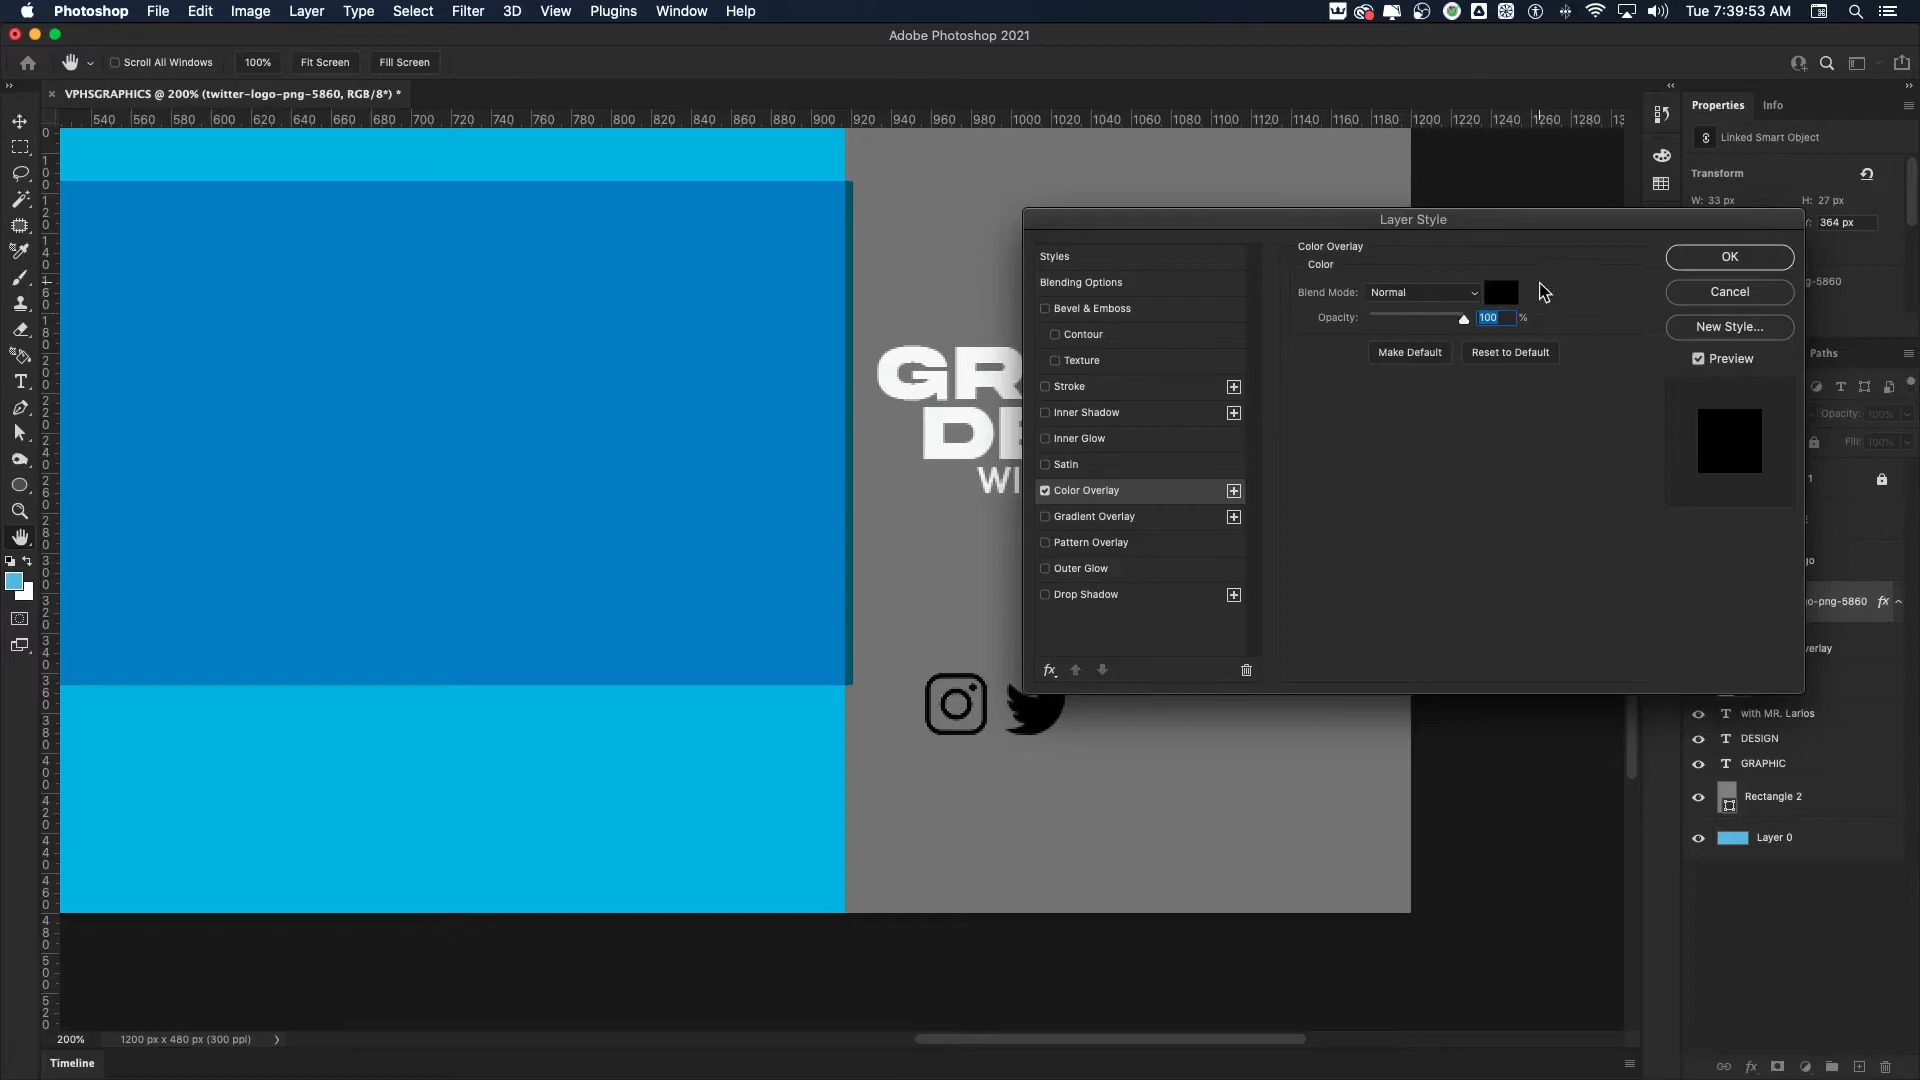 Photoshop File Edit Image Layer Type Select Filter 3D View Plugins Window Help
Tue 7:39:53 AM
Adobe Photoshop 2021
Scroll All Windows 100% Fit Screen Fill Screen
× VPHSGRAPHICS @ 200% (twitter-logo-png-5860, RGB/8*) *
540 560 580 600 620 640 660 680 700 720 740 760 780 800 820 840 860 880 900 920 940 960 980 1000 1020 1040 1060 1080 1100 1120 1140 1160 1180 1200 1220 1240 1260 1280
Properties Info
Linked Smart Object
Transform
W: 33 px H: 27 px
364 px
g-5860
Layer Style
Styles
Blending Options
Bevel & Emboss
Contour
Texture
Stroke
Inner Shadow
Inner Glow
Satin
Color Overlay
Gradient Overlay
Pattern Overlay
Outer Glow
Drop Shadow
fx
Color Overlay
Color
Blend Mode: Normal
Opacity: 100 %
Make Default Reset to Default
OK
Cancel
New Style...
Preview
GR
DE
WI
Paths
Opacity: 100%
Fill: 100%
1
go-png-5860 fx
verlay
with MR. Larios
DESIGN
GRAPHIC
Rectangle 2
Layer 0
200% 1200 px x 480 px (300 ppi)
Timeline
fx